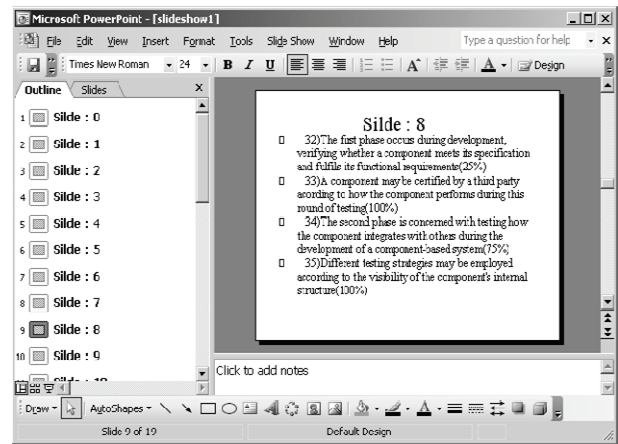 Microsoft PowerPoint - [slideshow1]
File Edit View Insert Format Tools Slide Show Window Help Type a question for help
Times New Roman 24 B I U A A Design
Outline Slides X
1 Silde : 0
2 Silde : 1
3 Silde : 2
4 Silde : 3
5 Silde : 4
6 Silde : 5
7 Silde : 6
8 Silde : 7
9 Silde : 8
10 Silde : 9
Silde : 8
32)The first phase occurs during development,
verifying whether a component meets its specification
and fulfils its functional requirements(25%)
33)A component may be certified by a third party
acording to how the component performs during this
round of testing(100%)
34)The second phase is concerned with testing how
the component integrates with others during the
development of a component-based system(75%)
35)Different testing strategies may be employed
according to the visibility of the component's internal
structure(100%)
Click to add notes
Draw AutoShapes A
Slide 9 of 19 Default Design